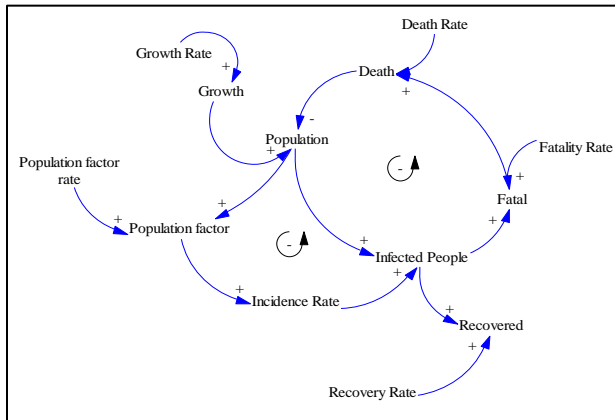 Death Rate
Growth Rate
+
Death
+
Growth
-
Population
+
Fatality Rate
Population factor
rate
-
+
+
Fatal
+
Population factor
+
+
-
Infected People
+
+
Incidence Rate
+
Recovered
+
Recovery Rate